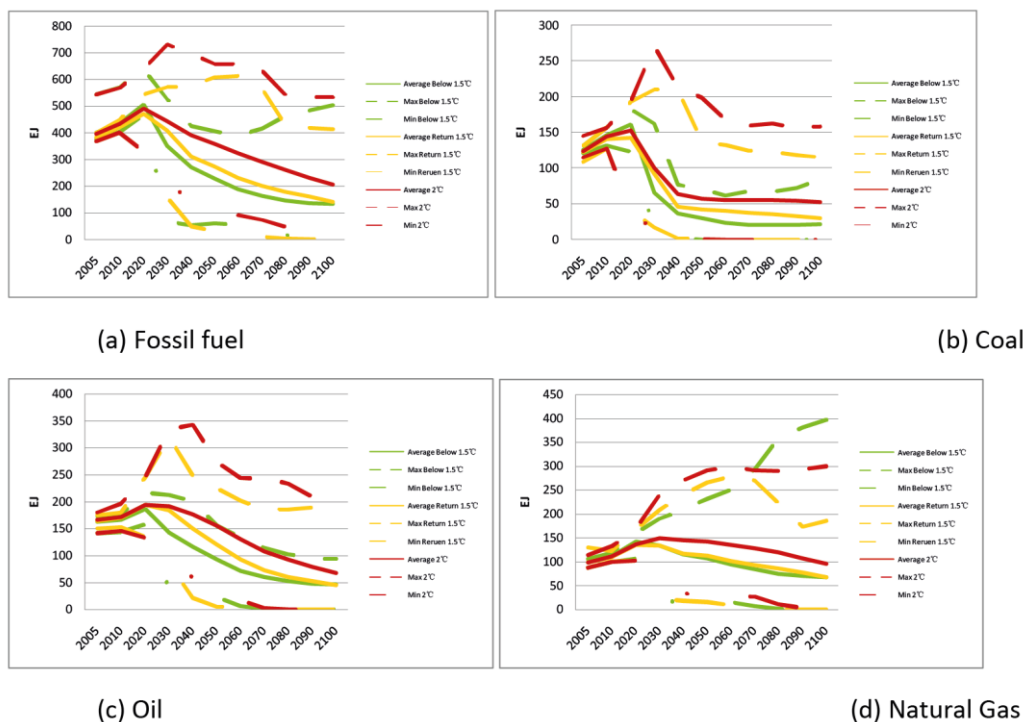 800
700
600
500
400
300
200
100
0
EJ
2005 2010 2020 2030 2040 2050 2060 2070 2080 2090 2100
Average Below 1.5℃
Max Below 1.5℃
Min Below 1.5℃
Average Return 1.5℃
Max Return 1.5℃
Min Reruen 1.5℃
Average 2℃
Max 2℃
Min 2℃
300
250
200
150
100
50
0
EJ
2005 2010 2020 2030 2040 2050 2060 2070 2080 2090 2100
Average Below 1.5℃
Max Below 1.5℃
Min Below 1.5℃
Average Return 1.5℃
Max Return 1.5℃
Min Reruen 1.5℃
Average 2℃
Max 2℃
Min 2℃
(a) Fossil fuel
(b) Coal
400
350
300
250
200
150
100
50
0
EJ
2005 2010 2020 2030 2040 2050 2060 2070 2080 2090 2100
Average Below 1.5℃
Max Below 1.5℃
Min Below 1.5℃
Average Return 1.5℃
Max Return 1.5℃
Min Reruen 1.5℃
Average 2℃
Max 2℃
Min 2℃
450
400
350
300
250
200
150
100
50
0
EJ
2005 2010 2020 2030 2040 2050 2060 2070 2080 2090 2100
Average Below 1.5℃
Max Below 1.5℃
Min Below 1.5℃
Average Return 1.5℃
Max Return 1.5℃
Min Reruen 1.5℃
Average 2℃
Max 2℃
Min 2℃
(c) Oil
(d) Natural Gas